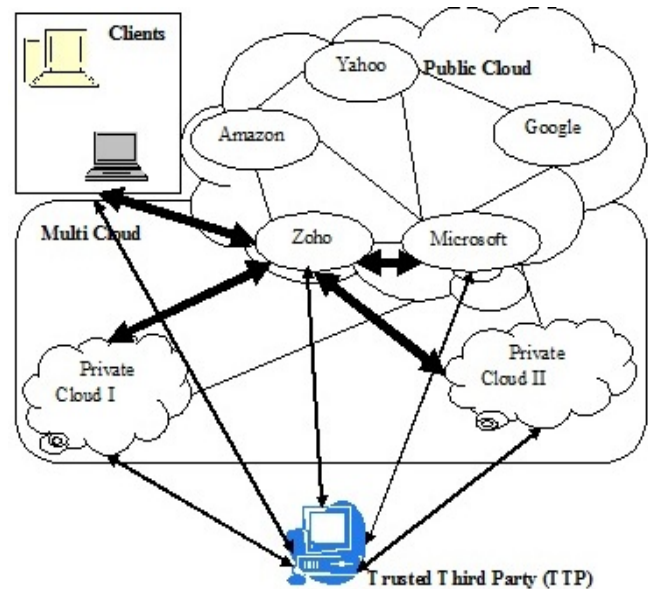 Clients
Yahoo
Public Cloud
Amazon
Google
Multi Cloud
Zoho
Microsoft
Private
Cloud I
Private
Cloud II
Trusted Third Party (TTP)